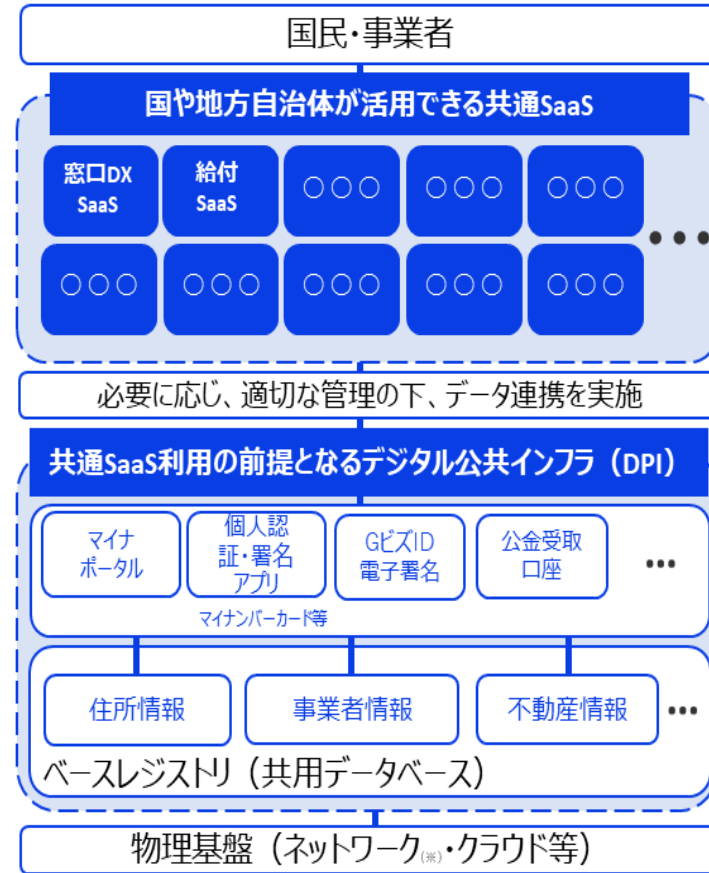 国民・事業者
国や地方自治体が活用できる共通SaaS
窓口DX
SaaS
給付
SaaS
〇〇〇
〇〇〇
〇〇〇
•••
〇〇〇
〇〇〇
〇〇〇
〇〇〇
〇〇〇
必要に応じ、適切な管理の下、データ連携を実施
共通SaaS利用の前提となるデジタル公共インフラ（DPI）
マイナ
ポータル
個人認
証・署名
アプリ
GビズID
電子署名
公金受取
口座
•••
マイナンバーカード等
住所情報
事業者情報
不動産情報
•••
ベースレジストリ（共用データベース）
物理基盤（ネットワーク(※)・クラウド等）